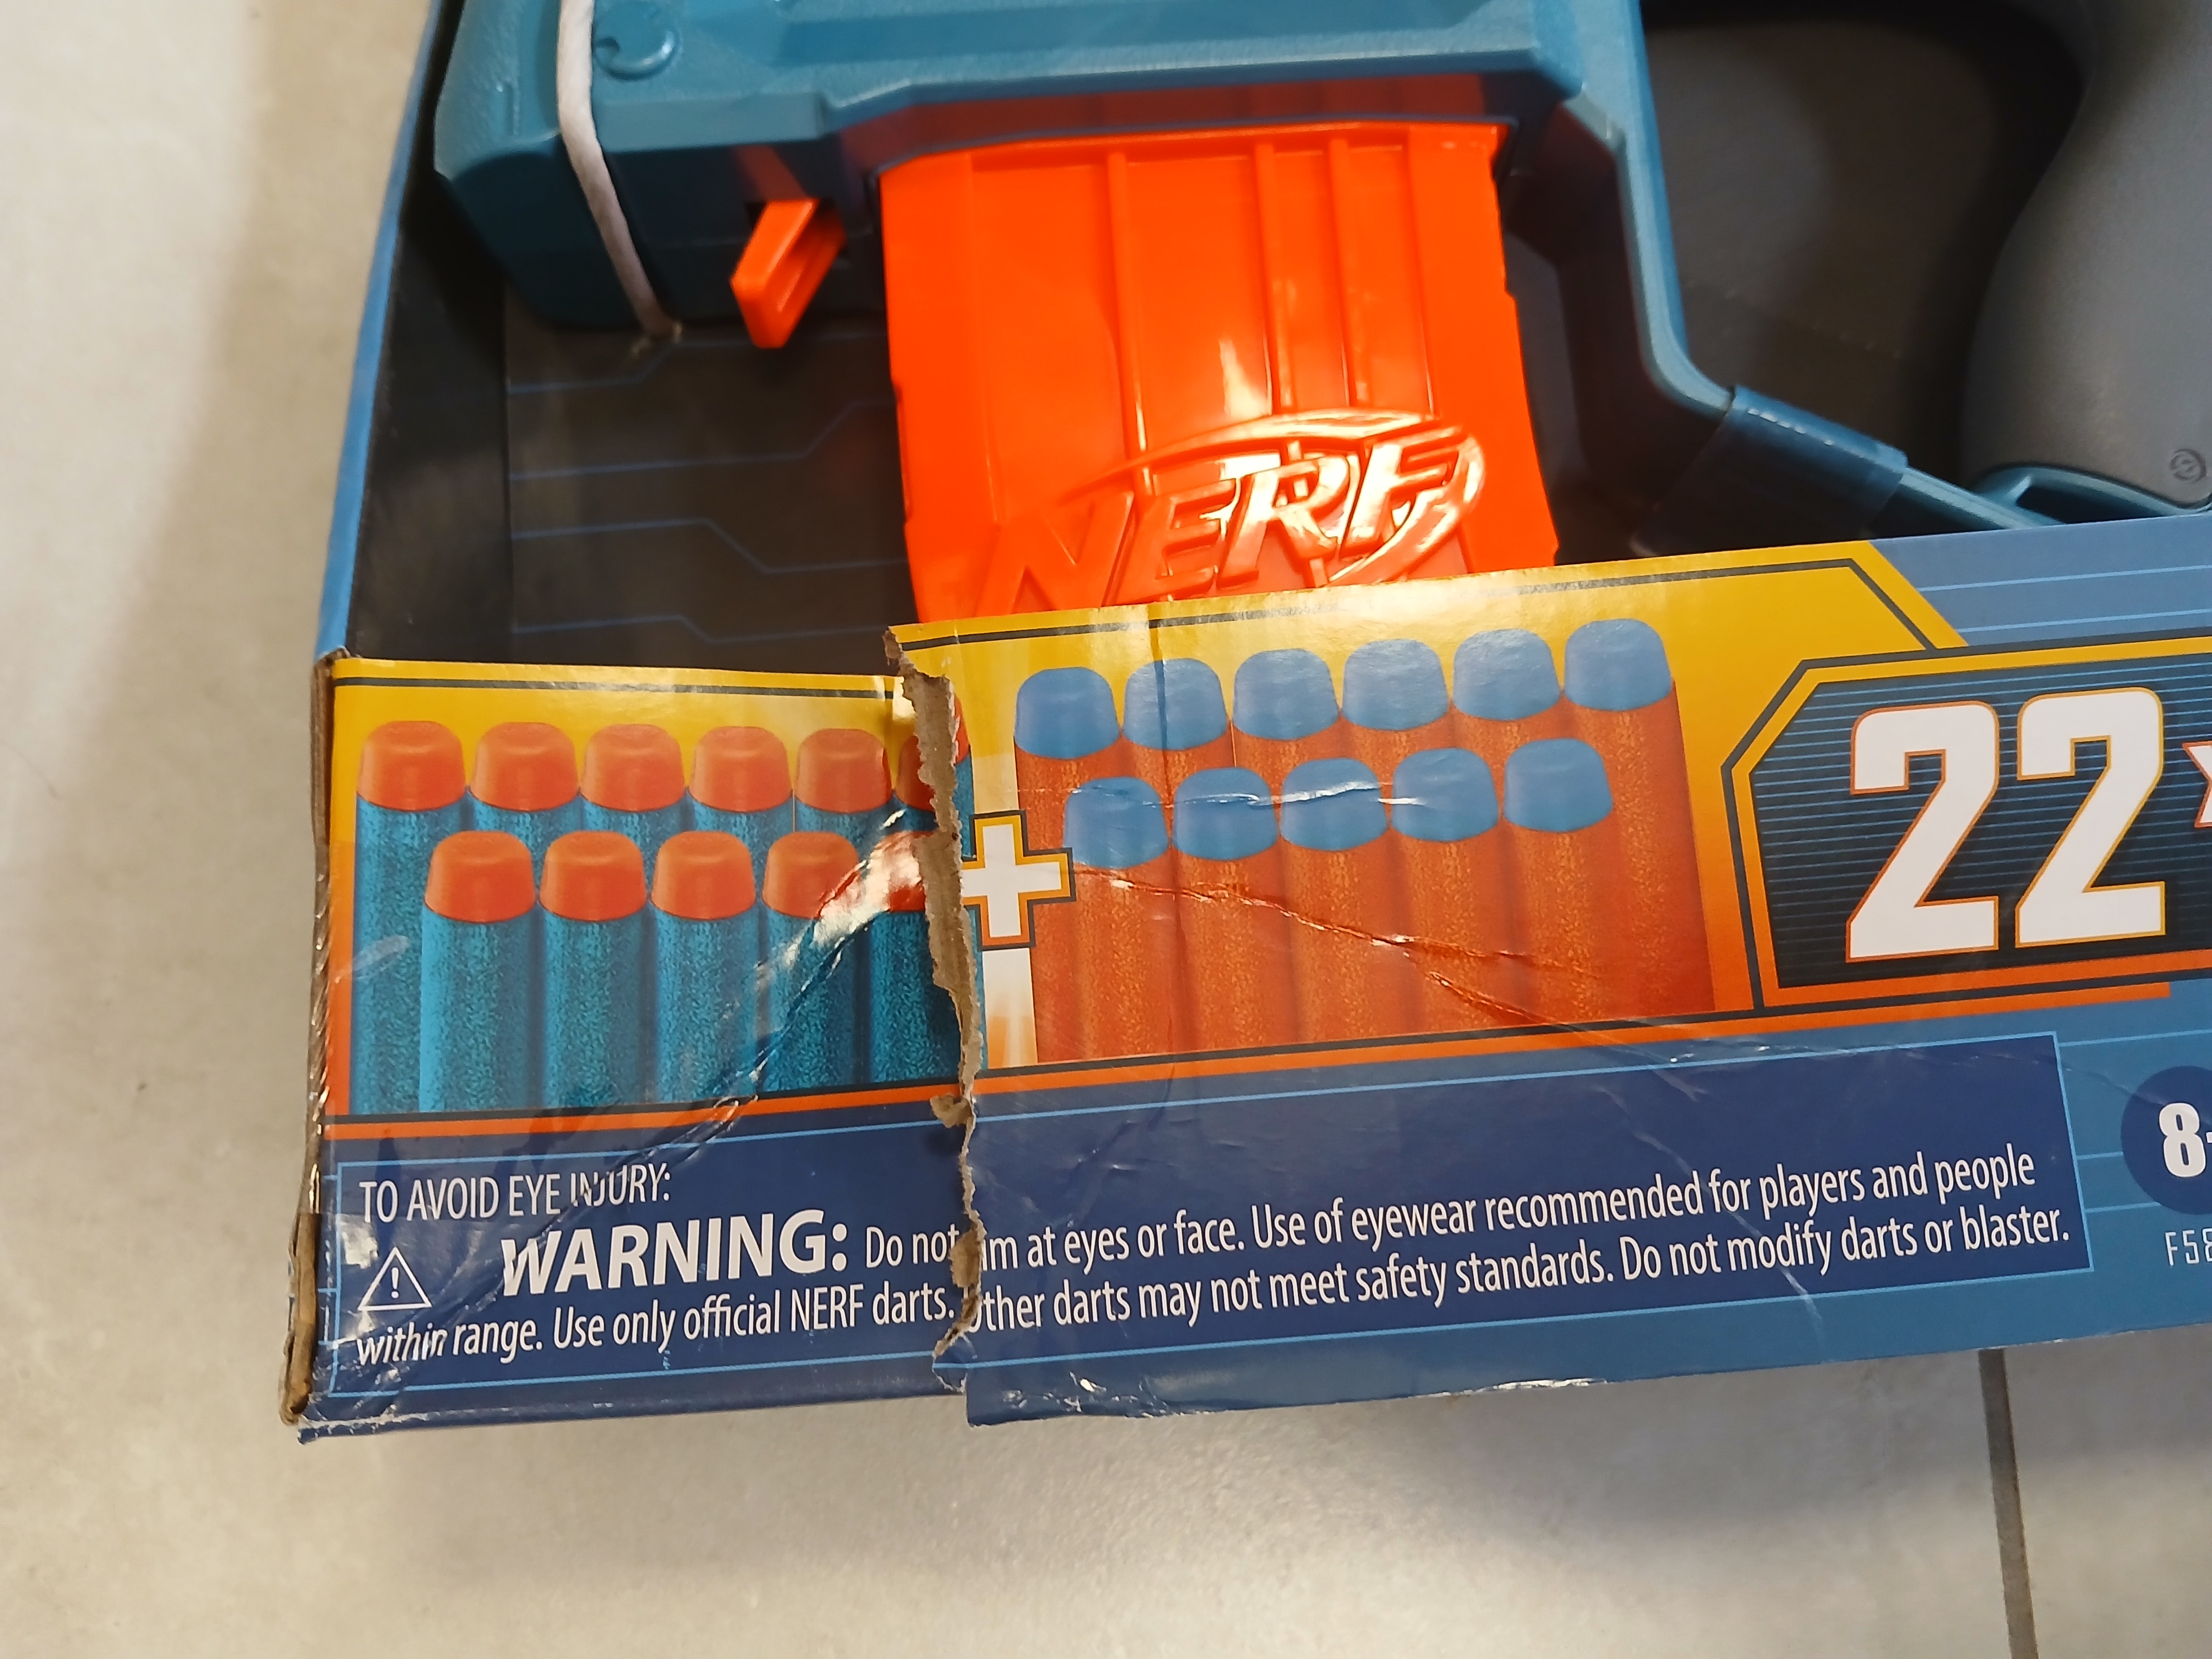 NERF
+
22
8+
TO AVOID EYE INJURY:
WARNING: Do not aim at eyes or face. Use of eyewear recommended for players and people
within range. Use only official NERF darts. Other darts may not meet safety standards. Do not modify darts or blaster.